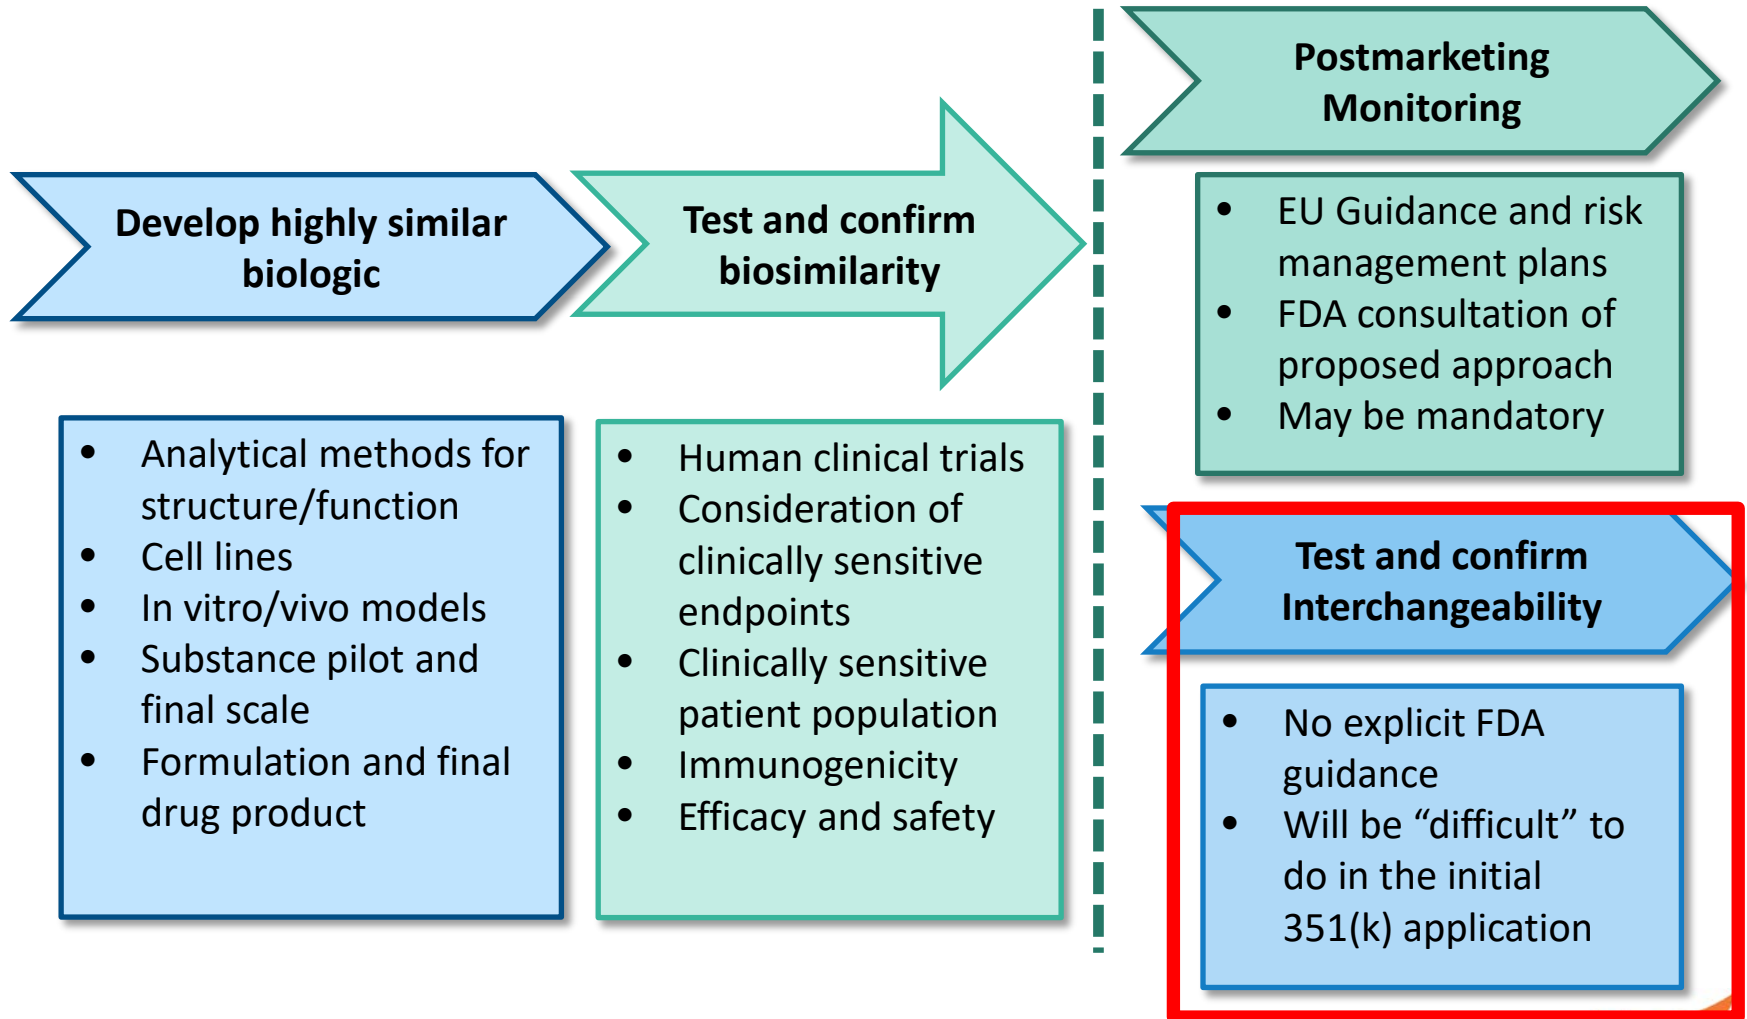 Develop highly similar
biologic
• Analytical methods for
structure/function
• Cell lines
• In vitro/vivo models
• Substance pilot and
final scale
• Formulation and final
drug product
Test and confirm
biosimilarity
• Human clinical trials
• Consideration of
clinically sensitive
endpoints
• Clinically sensitive
patient population
• Immunogenicity
• Efficacy and safety
Postmarketing
Monitoring
• EU Guidance and risk
management plans
• FDA consultation of
proposed approach
• May be mandatory
Test and confirm
Interchangeability
• No explicit FDA
guidance
• Will be “difficult” to
do in the initial
351(k) application